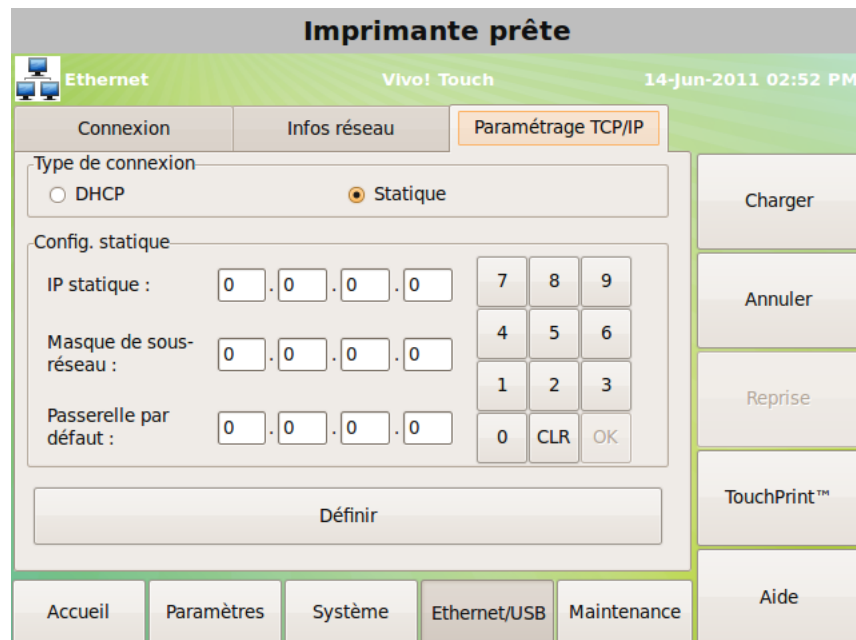 Imprimante prête
Ethernet Vivo! Touch 14-Jun-2011 02:52 PM
Connexion Infos réseau Paramétrage TCP/IP
Type de connexion
DHCP Statique
Charger
Config. statique
IP statique : 0 . 0 . 0 . 0
7 8 9
Annuler
Masque de sous-
réseau : 0 . 0 . 0 . 0
4 5 6
1 2 3
Reprise
Passerelle par
défaut : 0 . 0 . 0 . 0
0 CLR OK
Définir
TouchPrint™
Accueil Paramètres Système Ethernet/USB Maintenance
Aide